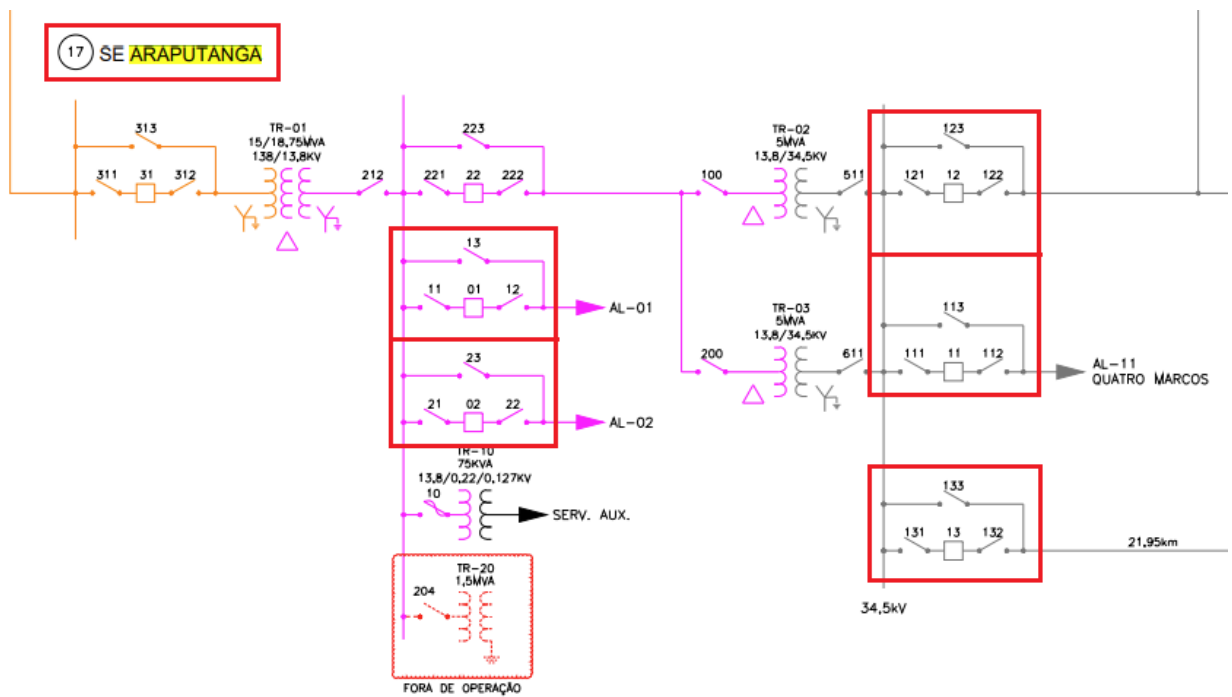 17 SE ARAPUTANGA
313
311 31 312
TR-01
15/18,75MVA
138/13,8KV
212
223
221 22 222
100
TR-02
5MVA
13,8/34,5KV
511
123
121 12 122
13
11 01 12
AL-01
23
21 02 22
AL-02
200
TR-03
5MVA
13,8/34,5KV
611
113
111 11 112
AL-11
QUATRO MARCOS
TR-10
75KVA
13,8/0,22/0,127KV
10
SERV. AUX.
133
131 13 132
21,95km
34,5kV
TR-20
1,5MVA
204
FORA DE OPERAÇÃO